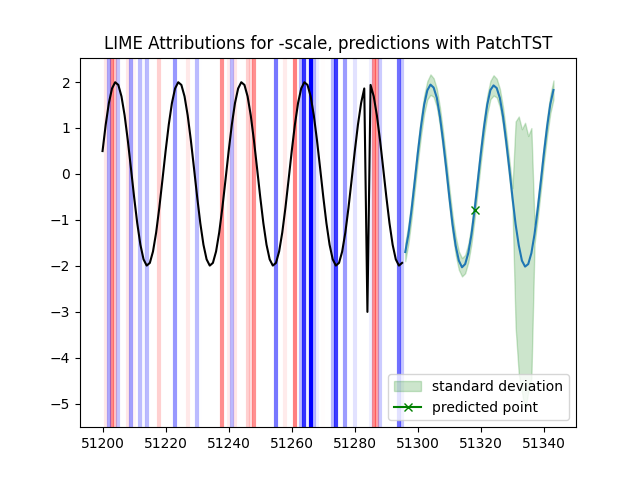 LIME Attributions for -scale, predictions with PatchTST
2
1
0
−1
−2
−3
−4
−5
standard deviation
predicted point
51200 51220 51240 51260 51280 51300 51320 51340